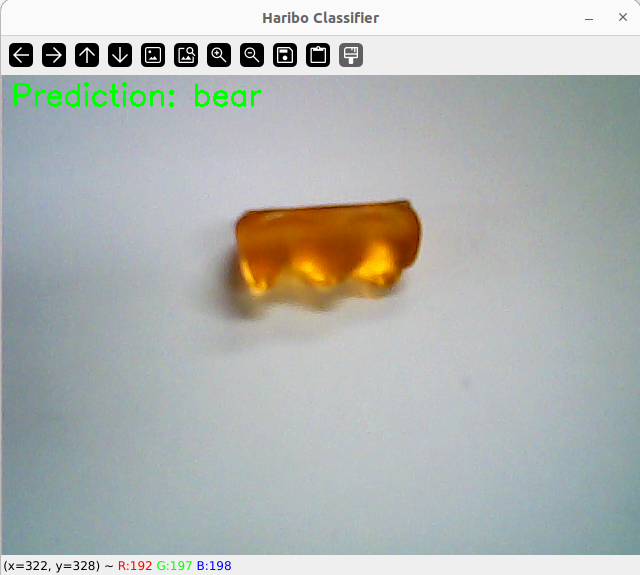 Haribo Classifier
Prediction: bear
(x=322, y=328) ~ R:192 G:197 B:198